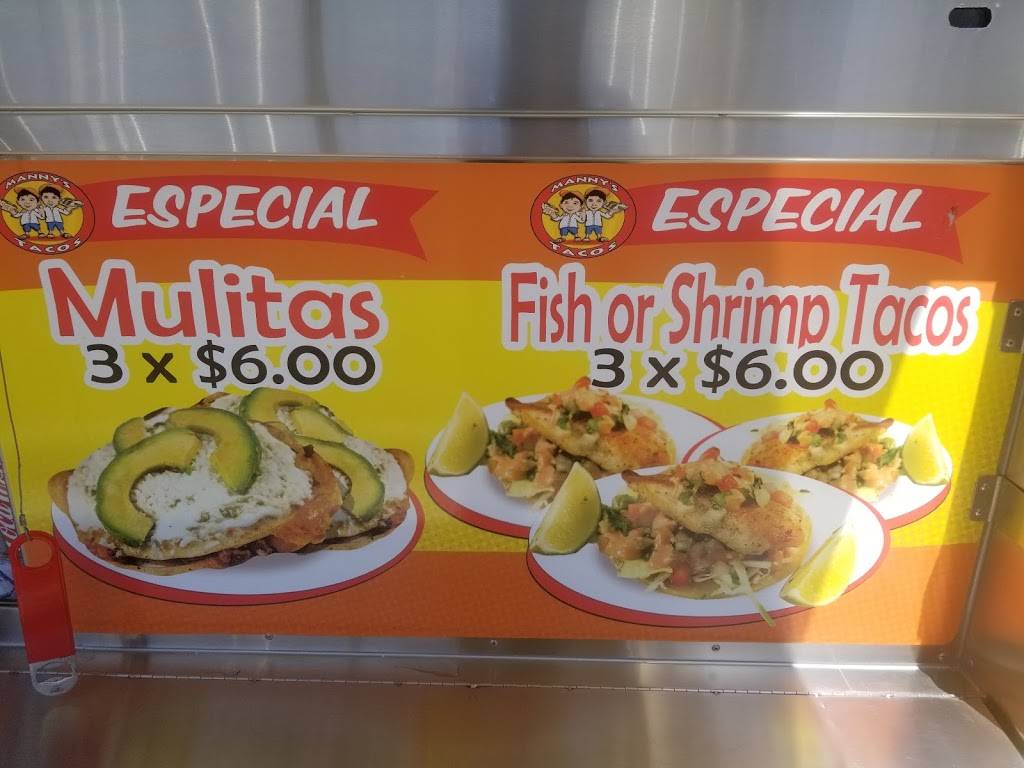 MANNY'S
TACOS
ESPECIAL
Mulitas
3 x $6.00
MANNY'S
TACOS
ESPECIAL
Fish or Shrimp Tacos
3 x $6.00